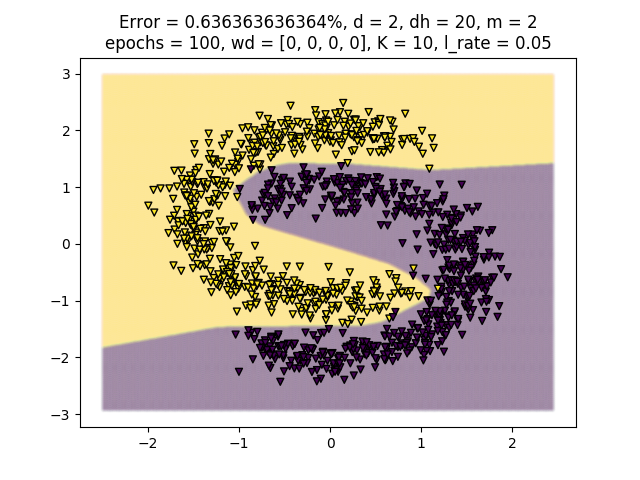 Error = 0.636363636364%, d = 2, dh = 20, m = 2
epochs = 100, wd = [0, 0, 0, 0], K = 10, l_rate = 0.05
3
2
1
0
−1
−2
−3
−2 −1 0 1 2